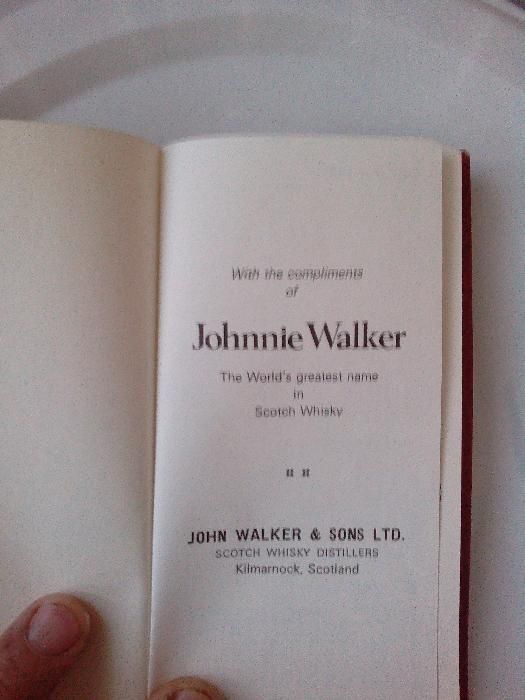 With the compliments
of
Johnnie Walker
The World's greatest name
in
Scotch Whisky
" "
JOHN WALKER & SONS LTD.
SCOTCH WHISKY DISTILLERS
Kilmarnock, Scotland